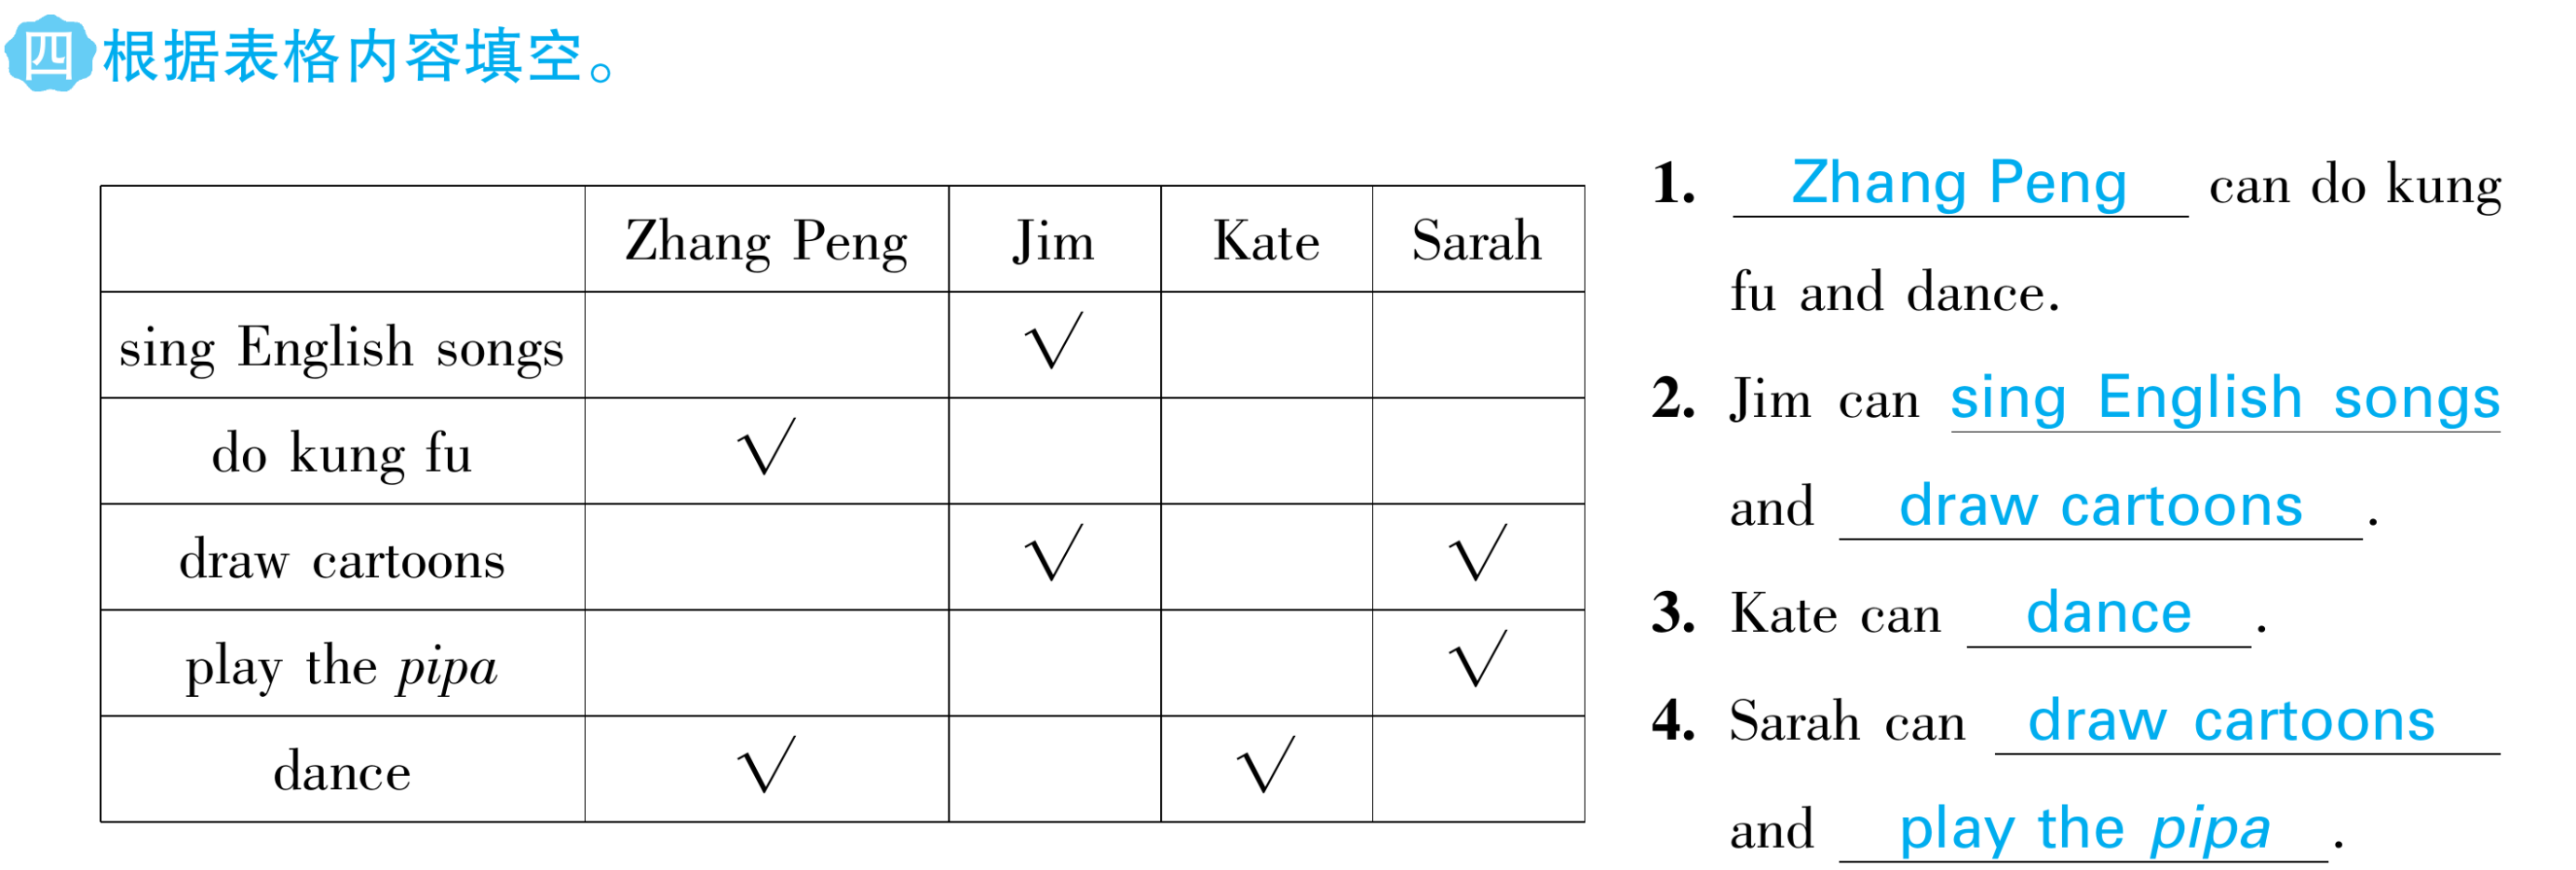 四 根据表格内容填空。
Zhang Peng Jim Kate Sarah
sing English songs √
do kung fu √
draw cartoons √ √
play the pipa √
dance √ √
1. Zhang Peng can do kung
fu and dance.
2. Jim can sing English songs
and draw cartoons .
3. Kate can dance .
4. Sarah can draw cartoons
and play the pipa .